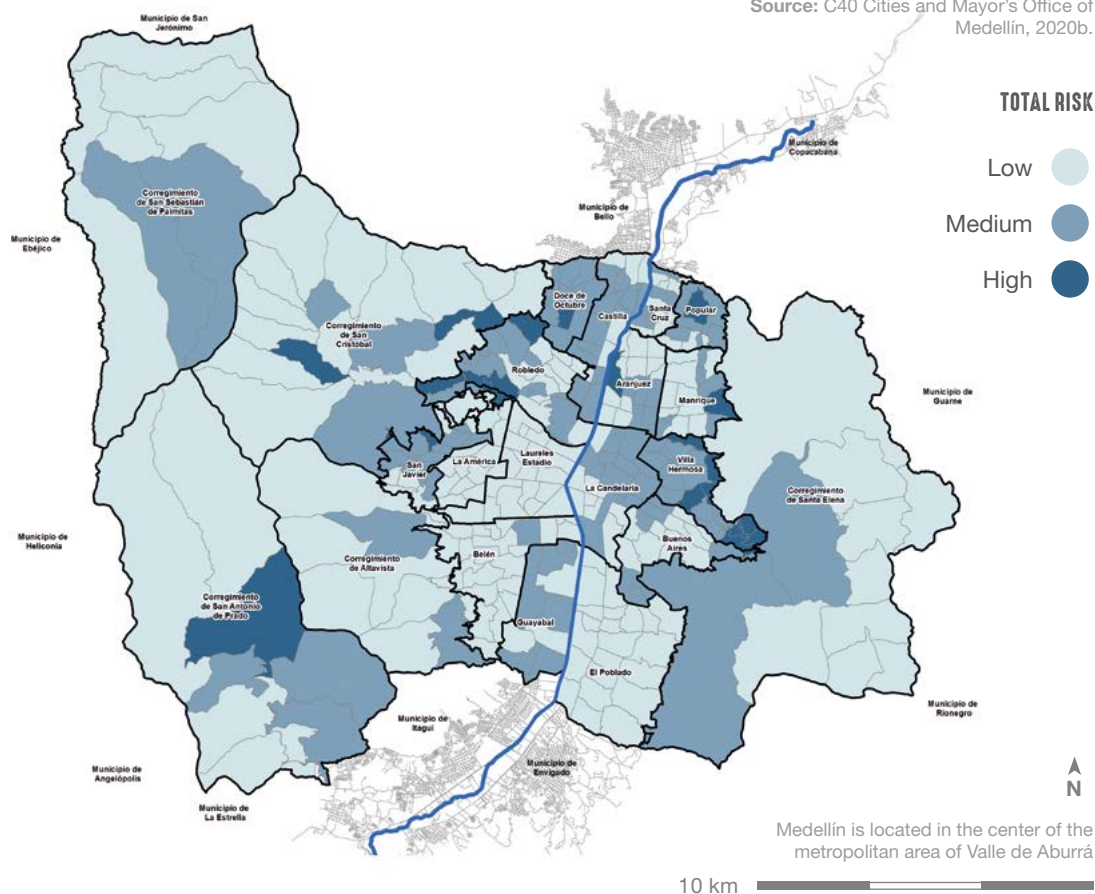 Source: C40 Cities and Mayor's Office of
Medellín, 2020b.
TOTAL RISK
Low
Medium
High
Municipio de San
Jerónimo
Municipio de
Copacabana
Municipio de
Bello
Municipio de
Ebéjico
Corregimiento
de San Sebastián
de Palmitas
Doce de
Octubre
Castilla
Santa
Cruz
Popular
Corregimiento
de San
Cristóbal
Robledo
Aranjuez
Manrique
Municipio de
Guarne
San
Javier
La América
Laureles
Estadio
La Candelaria
Villa
Hermosa
Corregimiento
de Santa Elena
Municipio de
Heliconia
Corregimiento
de Altavista
Belén
Buenos
Aires
Corregimiento
de San Antonio
de Prado
Guayabal
El Poblado
Municipio de
Itagui
Municipio de
Rionegro
Municipio de
Angelópolis
Municipio de
Envigado
Municipio de
La Estrella
N
Medellín is located in the center of the
metropolitan area of Valle de Aburrá
10 km